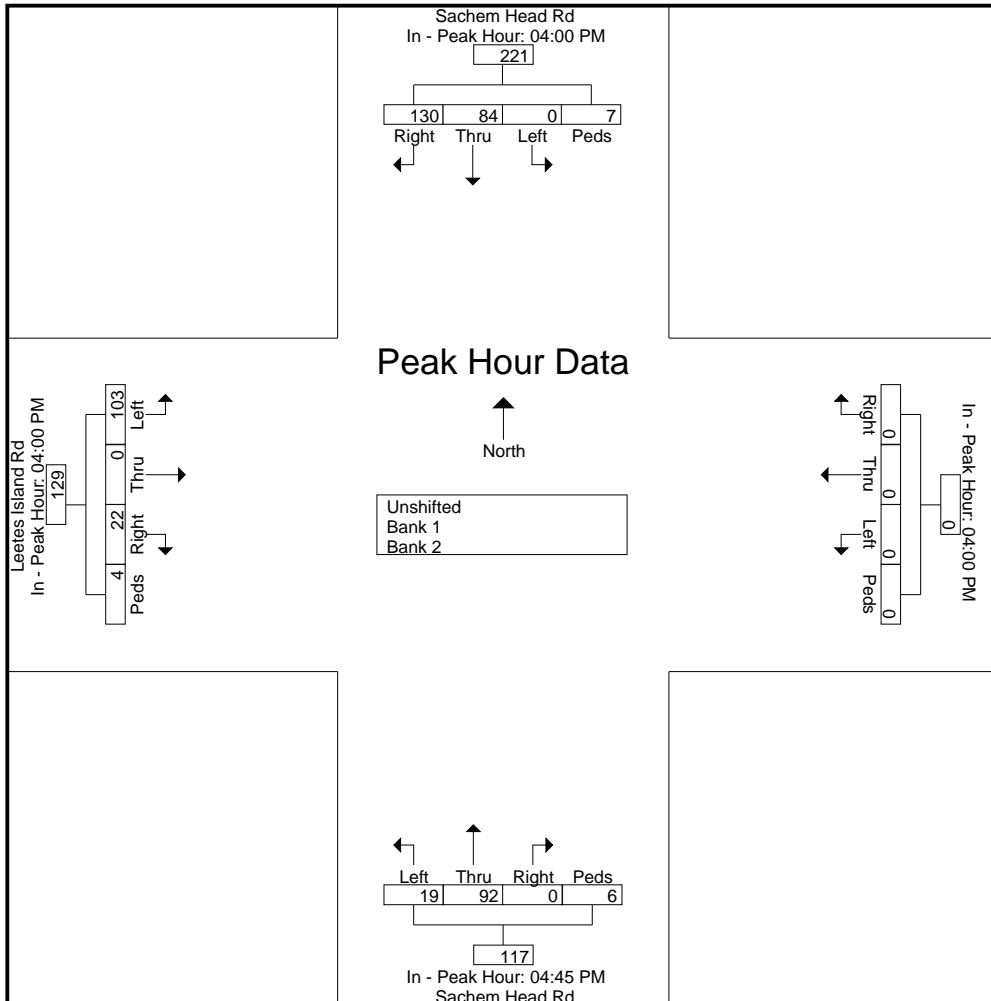 Sachem Head Rd
In - Peak Hour: 04:00 PM
221
130 84 0 7
Right Thru Left Peds
Peak Hour Data
North
Unshifted
Bank 1
Bank 2
Leetes Island Rd
In - Peak Hour: 04:00 PM
129
103 0 22 4
Left Thru Right Peds
In - Peak Hour: 04:00 PM
0
0 0 0 0
Right Thru Left Peds
Left Thru Right Peds
19 92 0 6
117
In - Peak Hour: 04:45 PM
Sachem Head Rd